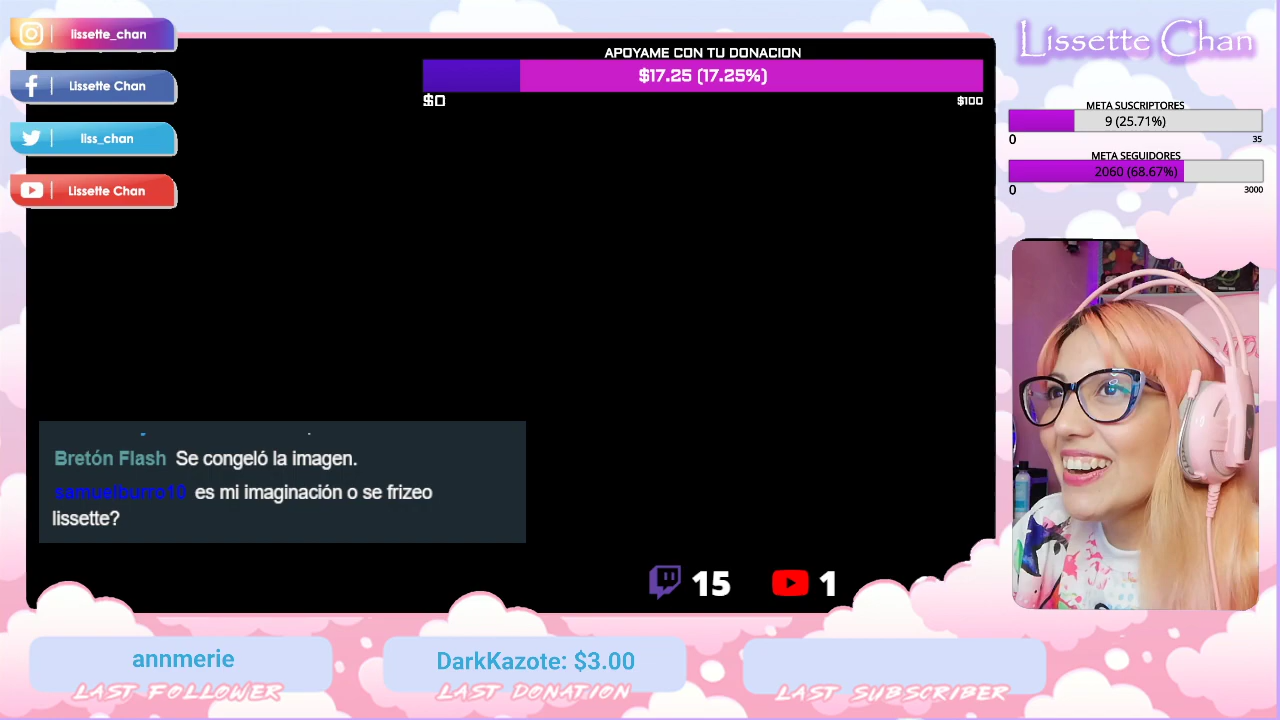 lissette_chan
Lissette Chan
liss_chan
Lissette Chan
APOYAME CON TU DONACION
$17.25 (17.25%)
$0
$100
Lissette Chan
META SUSCRIPTORES
9 (25.71%)
0
35
META SEGUIDORES
2060 (68.67%)
0
3000
Bretón Flash Se congeló la imagen.
samuelburro10 es mi imaginación o se frizeo
lissette?
15
1
annmerie
LAST FOLLOWER
DarkKazote: $3.00
LAST DONATION
LAST SUBSCRIBER